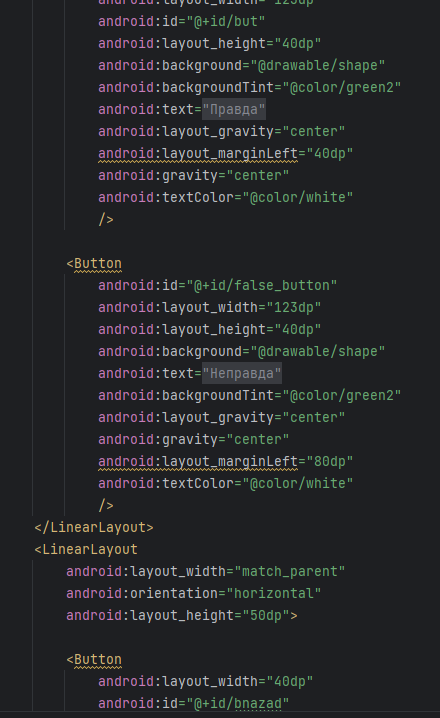 android:layout_width="123dp"
android:id="@+id/but"
android:layout_height="40dp"
android:background="@drawable/shape"
android:backgroundTint="@color/green2"
android:text="Правда"
android:layout_gravity="center"
android:layout_marginLeft="40dp"
android:gravity="center"
android:textColor="@color/white"
/>
<Button
android:id="@+id/false_button"
android:layout_width="123dp"
android:layout_height="40dp"
android:background="@drawable/shape"
android:text="Неправда"
android:backgroundTint="@color/green2"
android:layout_gravity="center"
android:gravity="center"
android:layout_marginLeft="80dp"
android:textColor="@color/white"
/>
</LinearLayout>
<LinearLayout
android:layout_width="match_parent"
android:orientation="horizontal"
android:layout_height="50dp">
<Button
android:layout_width="40dp"
android:id="@+id/bnazad"